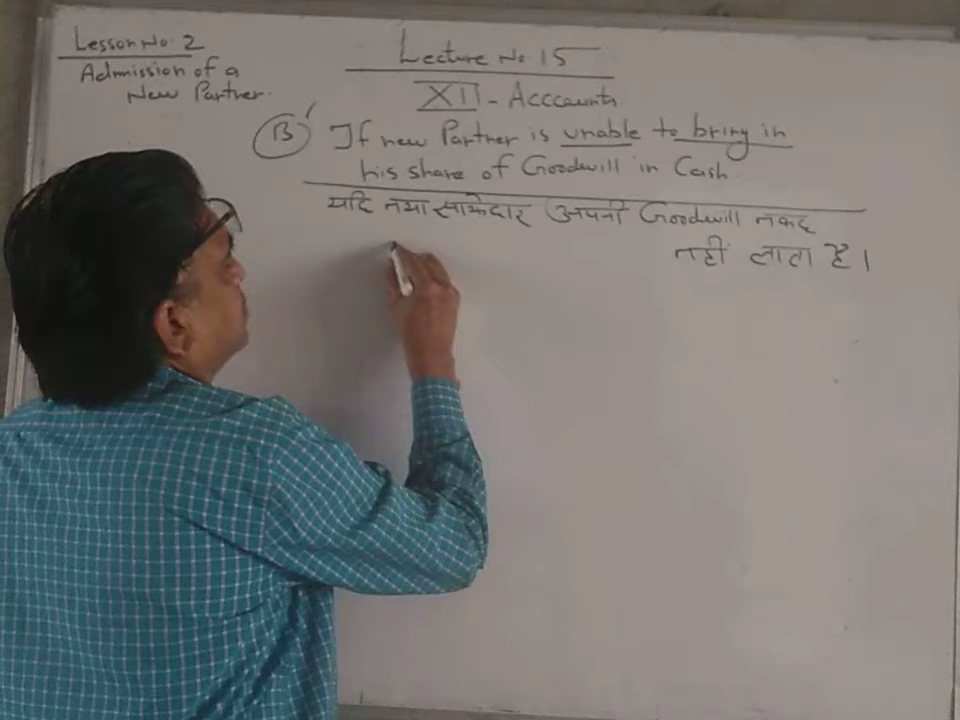 Lesson No. 2
Admission of a
New Partner.
Lecture No 15
XII - Acccaunts
B' If new Partner is unable to bring in
his share of Goodwill in Cash
यदि नया साझेदार अपनी Goodwill नकद
नहीं लाता है।